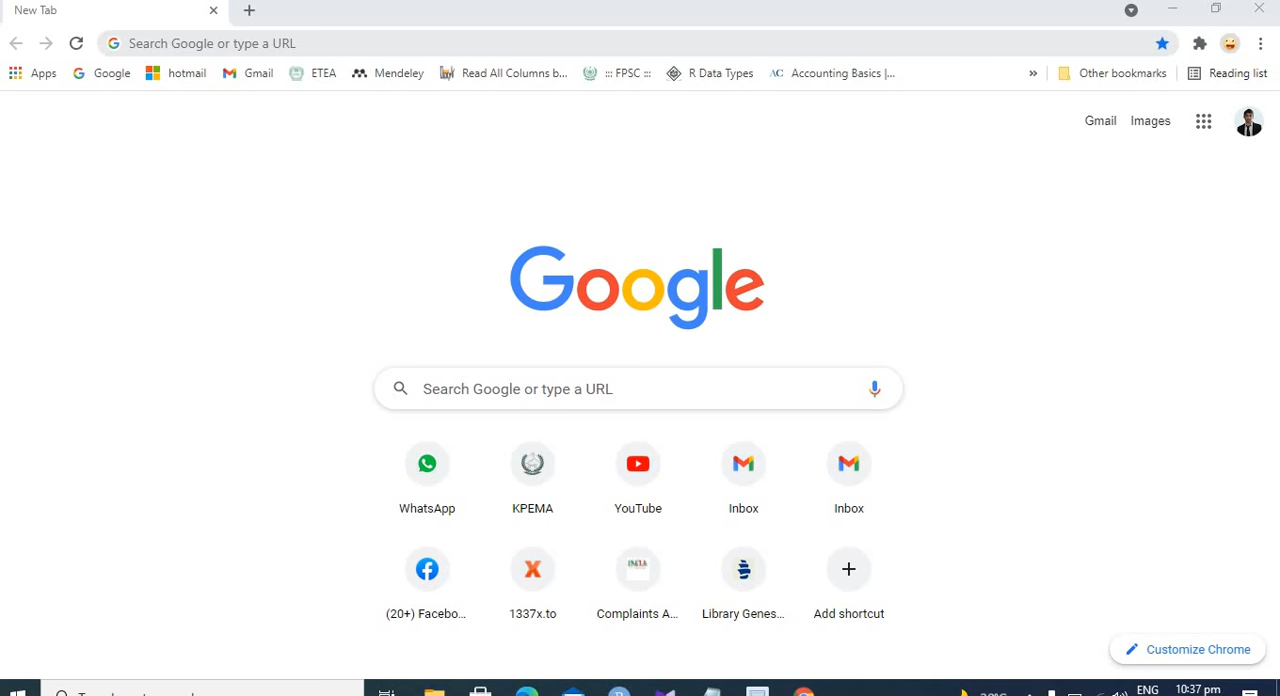 New Tab
Search Google or type a URL
Apps Google hotmail Gmail ETEA Mendeley Read All Columns b... ::: FPSC ::: R Data Types AC Accounting Basics |... » Other bookmarks Reading list
Gmail Images
Google
Search Google or type a URL
WhatsApp KPEMA YouTube Inbox Inbox
(20+) Facebo... 1337x.to Complaints A... Library Genes... Add shortcut
Customize Chrome
ENG 10:37 pm